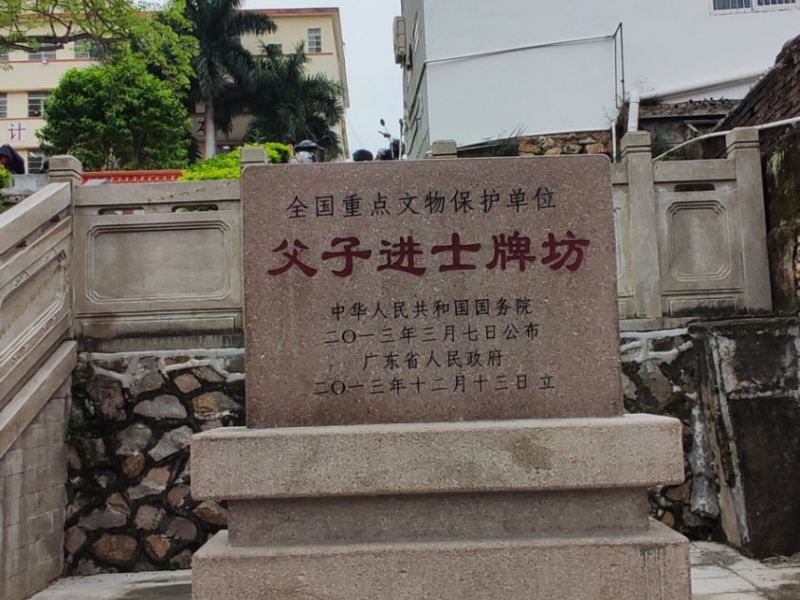 计
全国重点文物保护单位
父子进士牌坊
中华人民共和国国务院
二〇一三年三月七日公布
广东省人民政府
二〇一三年十二月十三日立